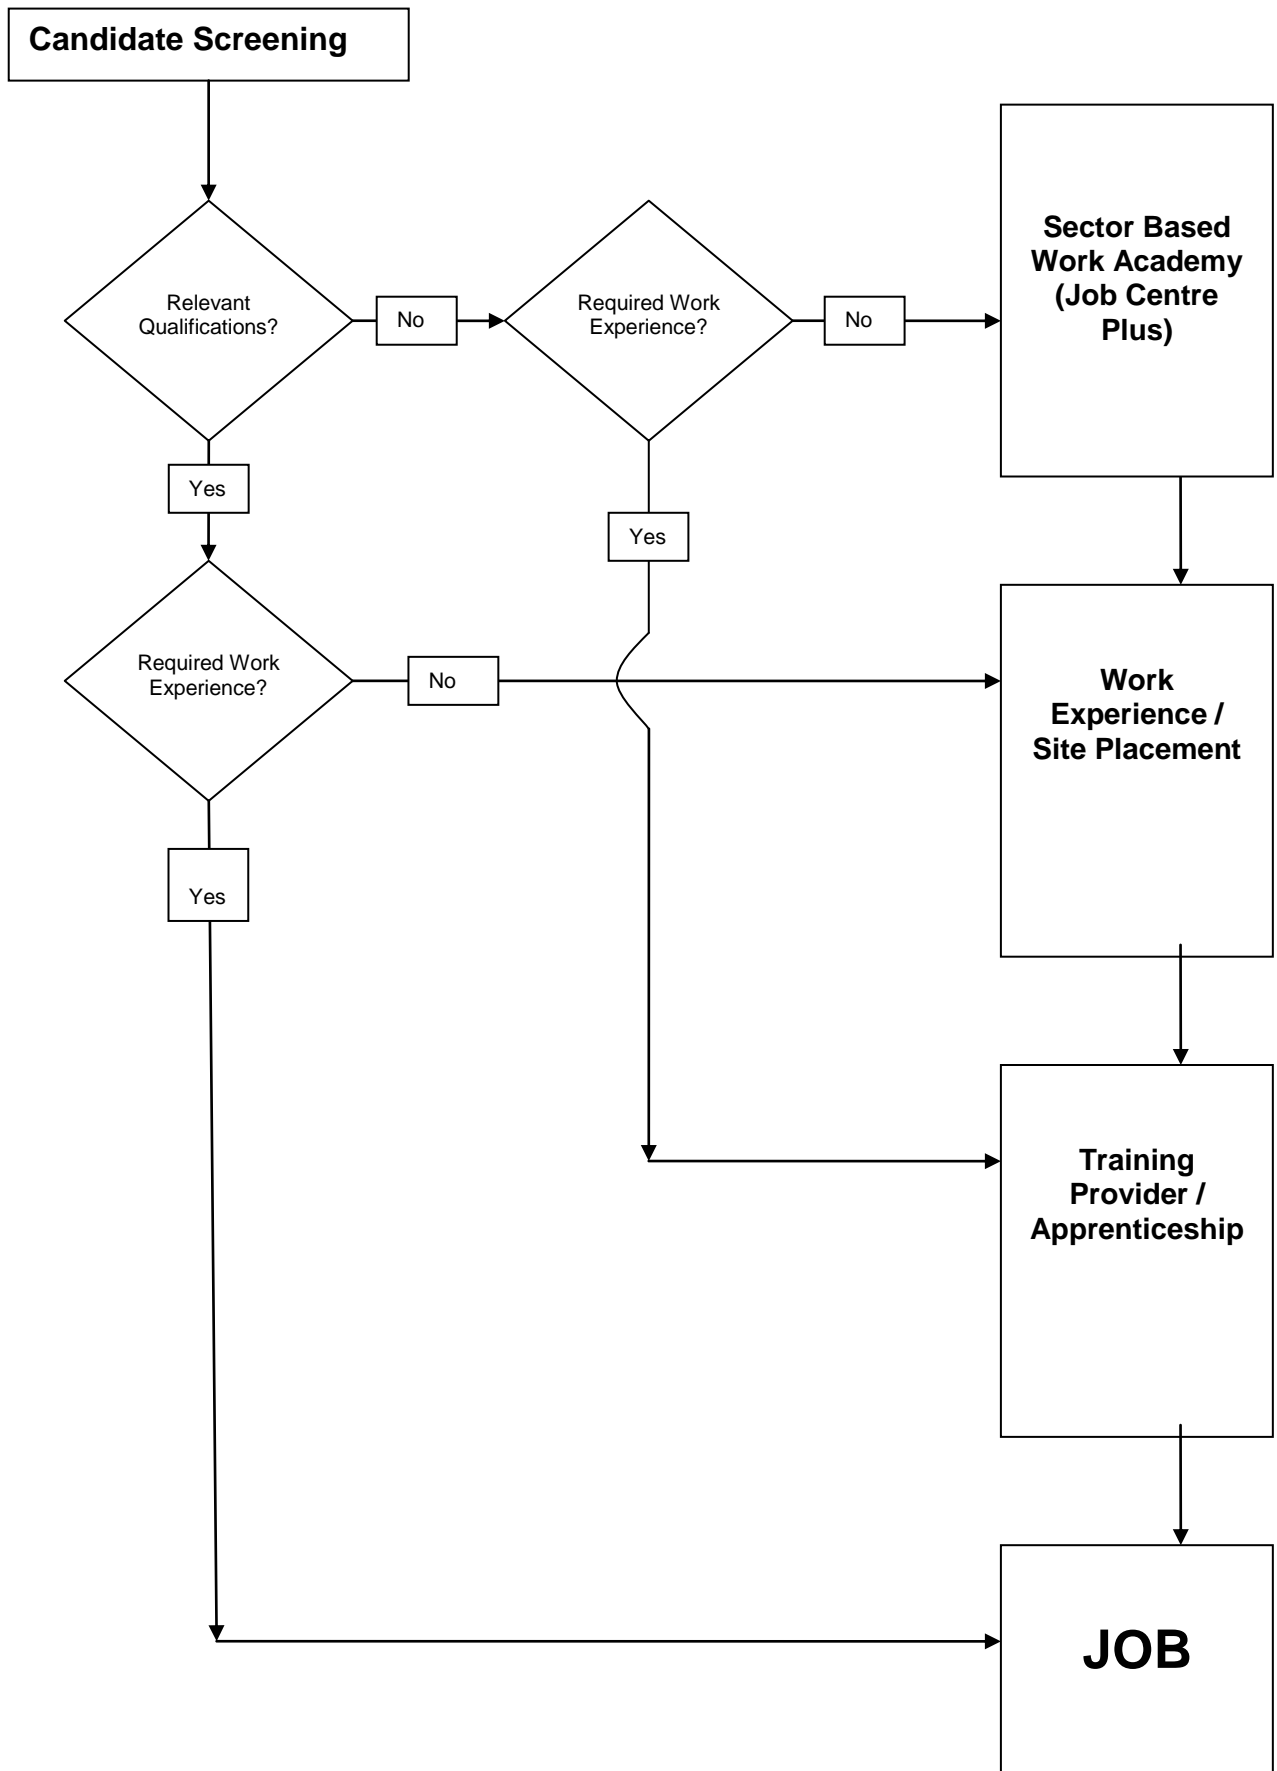 Candidate Screening
Relevant
Qualifications?
No
Required Work
Experience?
No
Sector Based
Work Academy
(Job Centre
Plus)
Yes
Yes
Required Work
Experience?
No
Work
Experience /
Site Placement
Yes
Training
Provider /
Apprenticeship
JOB